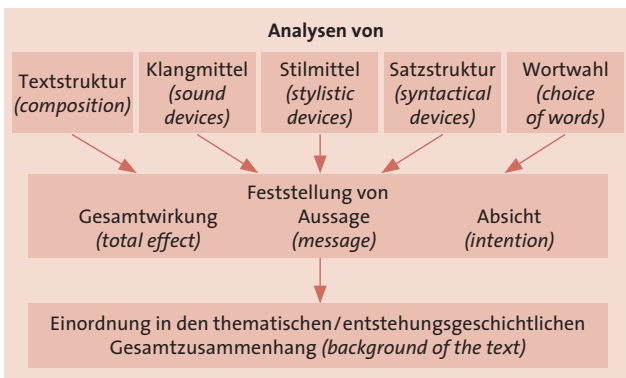 Analysen von
Textstruktur
(composition)
Klangmittel
(sound
devices)
Stilmittel
(stylistic
devices)
Satzstruktur
(syntactical
devices)
Wortwahl
(choice
of words)
Feststellung von
Gesamtwirkung
(total effect)
Aussage
(message)
Absicht
(intention)
Einordnung in den thematischen/entstehungsgeschichtlichen
Gesamtzusammenhang (background of the text)